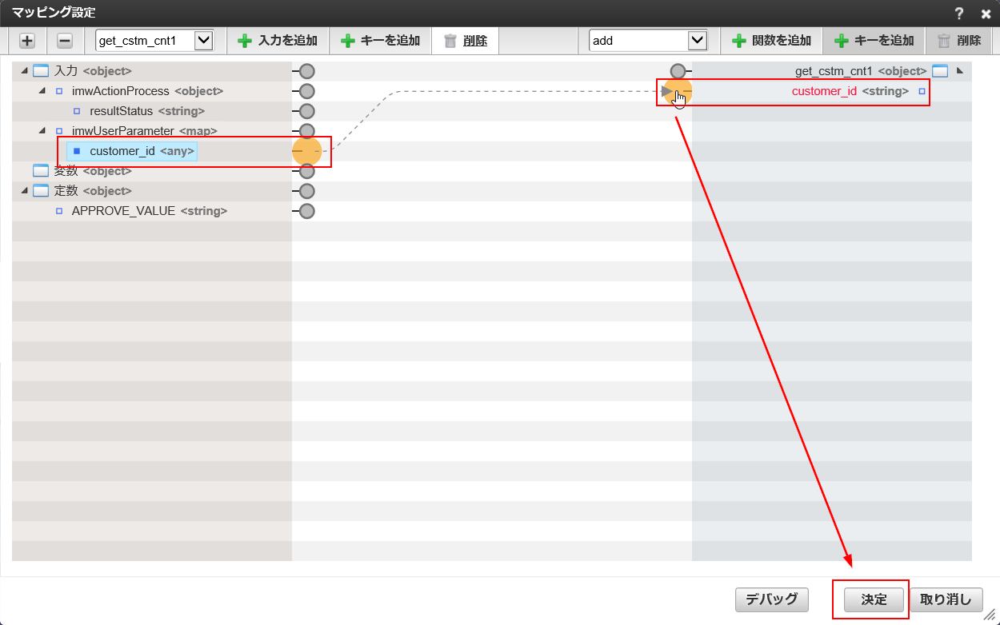 マッピング設定
get_cstm_cnt1 入力を追加 キーを追加 削除 add 関数を追加 キーを追加 削除
入力 <object> get_cstm_cnt1 <object>
imwActionProcess <object> customer_id <string>
resultStatus <string>
imwUserParameter <map>
customer_id <any>
変数 <object>
定数 <object>
APPROVE_VALUE <string>
デバッグ 決定 取り消し